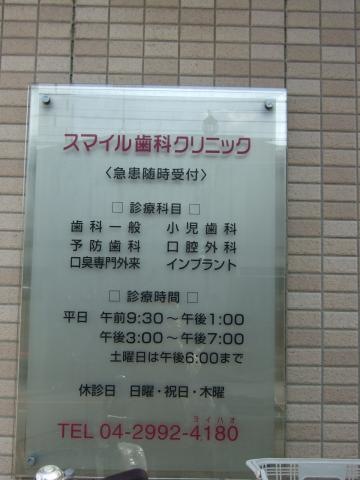 スマイル歯科クリニック
〈急患随時受付〉
□ 診療科目 □
歯科一般 小児歯科
予防歯科 口腔外科
口臭専門外来 インプラント
□ 診療時間 □
平日 午前9:30～午後1:00
午後3:00～午後7:00
土曜日は午後6:00まで
休診日 日曜・祝日・木曜
ヨイハオ
TEL 04-2992-4180